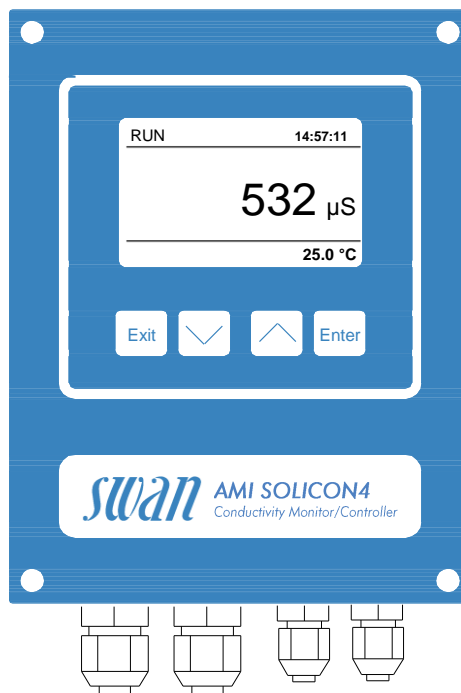 RUN 14:57:11
532 µS
25.0 °C
Exit Enter
swan AMI SOLICON4
Conductivity Monitor/Controller